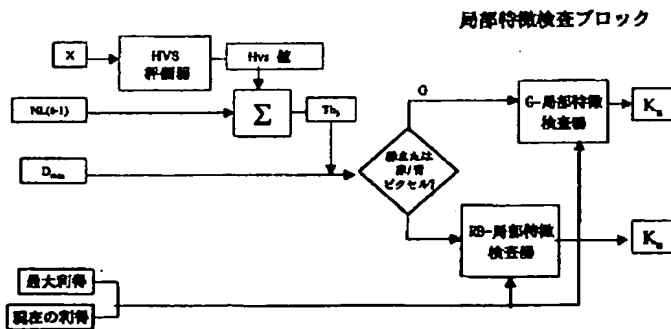 局部特徴検査ブロック
X
HVS
評価器
Hvs 値
NL(t-1)
Σ
Th
D
緑または
赤/青
ピクセル?
G
G-局部特徴
検査器
K
RB-局部特徴
検査器
K
最大利得
現在の利得